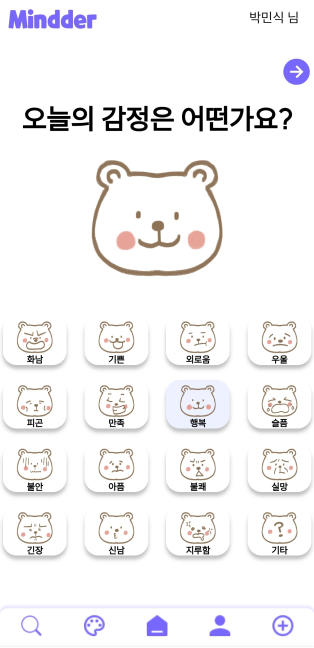 Mindder
박민식 님
오늘의 감정은 어떤가요?
화남 기쁜 외로움 우울
피곤 만족 행복 슬픔
불안 아픔 불쾌 실망
긴장 신남 지루함 기타